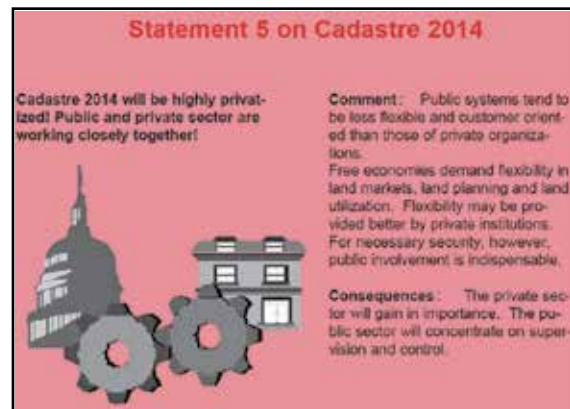 Statement 5 on Cadastre 2014
Cadastre 2014 will be highly privat-
ized! Public and private sector are
working closely together!
Comment: Public systems tend to
be less flexible and customer orient-
ed than those of private organiza-
tions.
Free economies demand flexibility in
land markets, land planning and land
utilization. Flexibility may be pro-
vided better by private institutions.
For necessary security, however,
public involvement is indispensable.
Consequences: The private sec-
tor will gain in importance. The pu-
blic sector will concentrate on super-
vision and control.